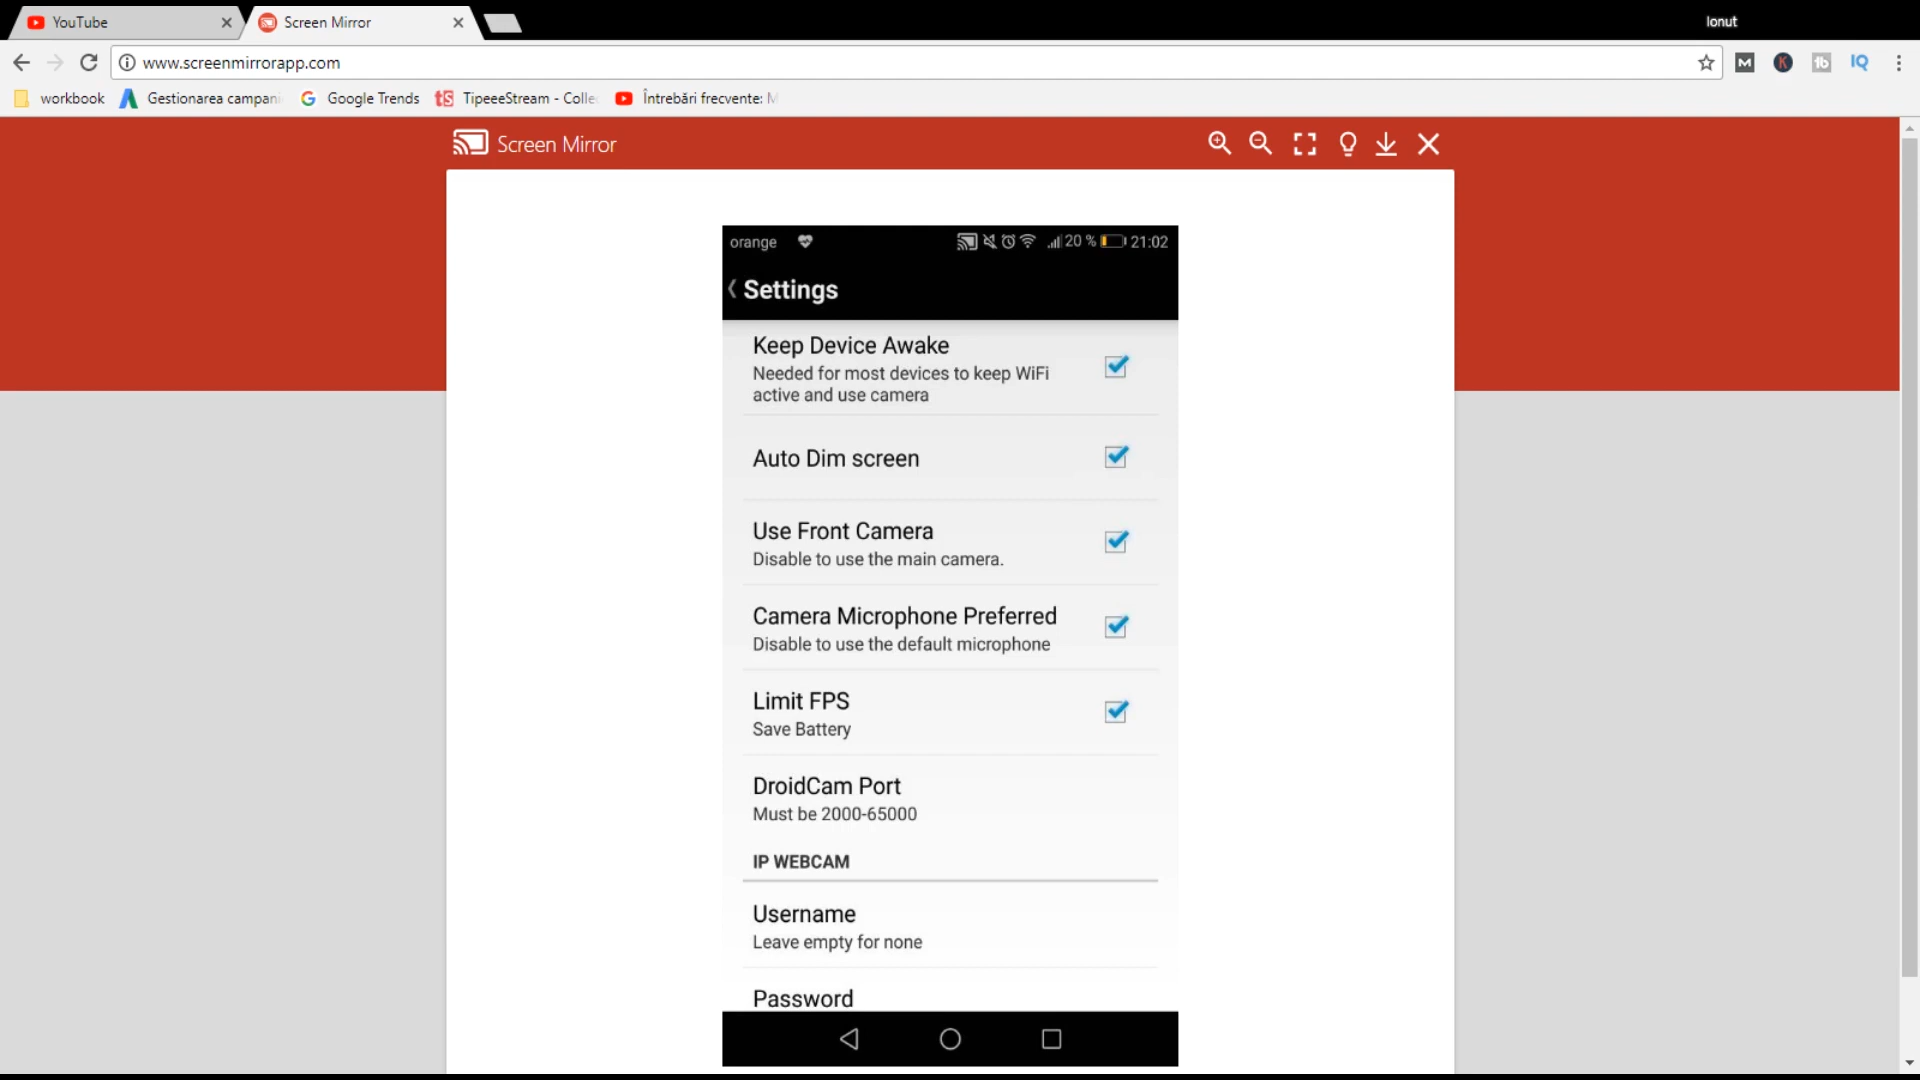 YouTube
Screen Mirror
Ionut
www.screenmirrorapp.com
workbook
Gestionarea campani
Google Trends
TipeeeStream - Colle
Întrebări frecvente: M
Screen Mirror
orange
20 %
21:02
Settings
Keep Device Awake
Needed for most devices to keep WiFi
active and use camera
Auto Dim screen
Use Front Camera
Disable to use the main camera.
Camera Microphone Preferred
Disable to use the default microphone
Limit FPS
Save Battery
DroidCam Port
Must be 2000-65000
IP WEBCAM
Username
Leave empty for none
Password